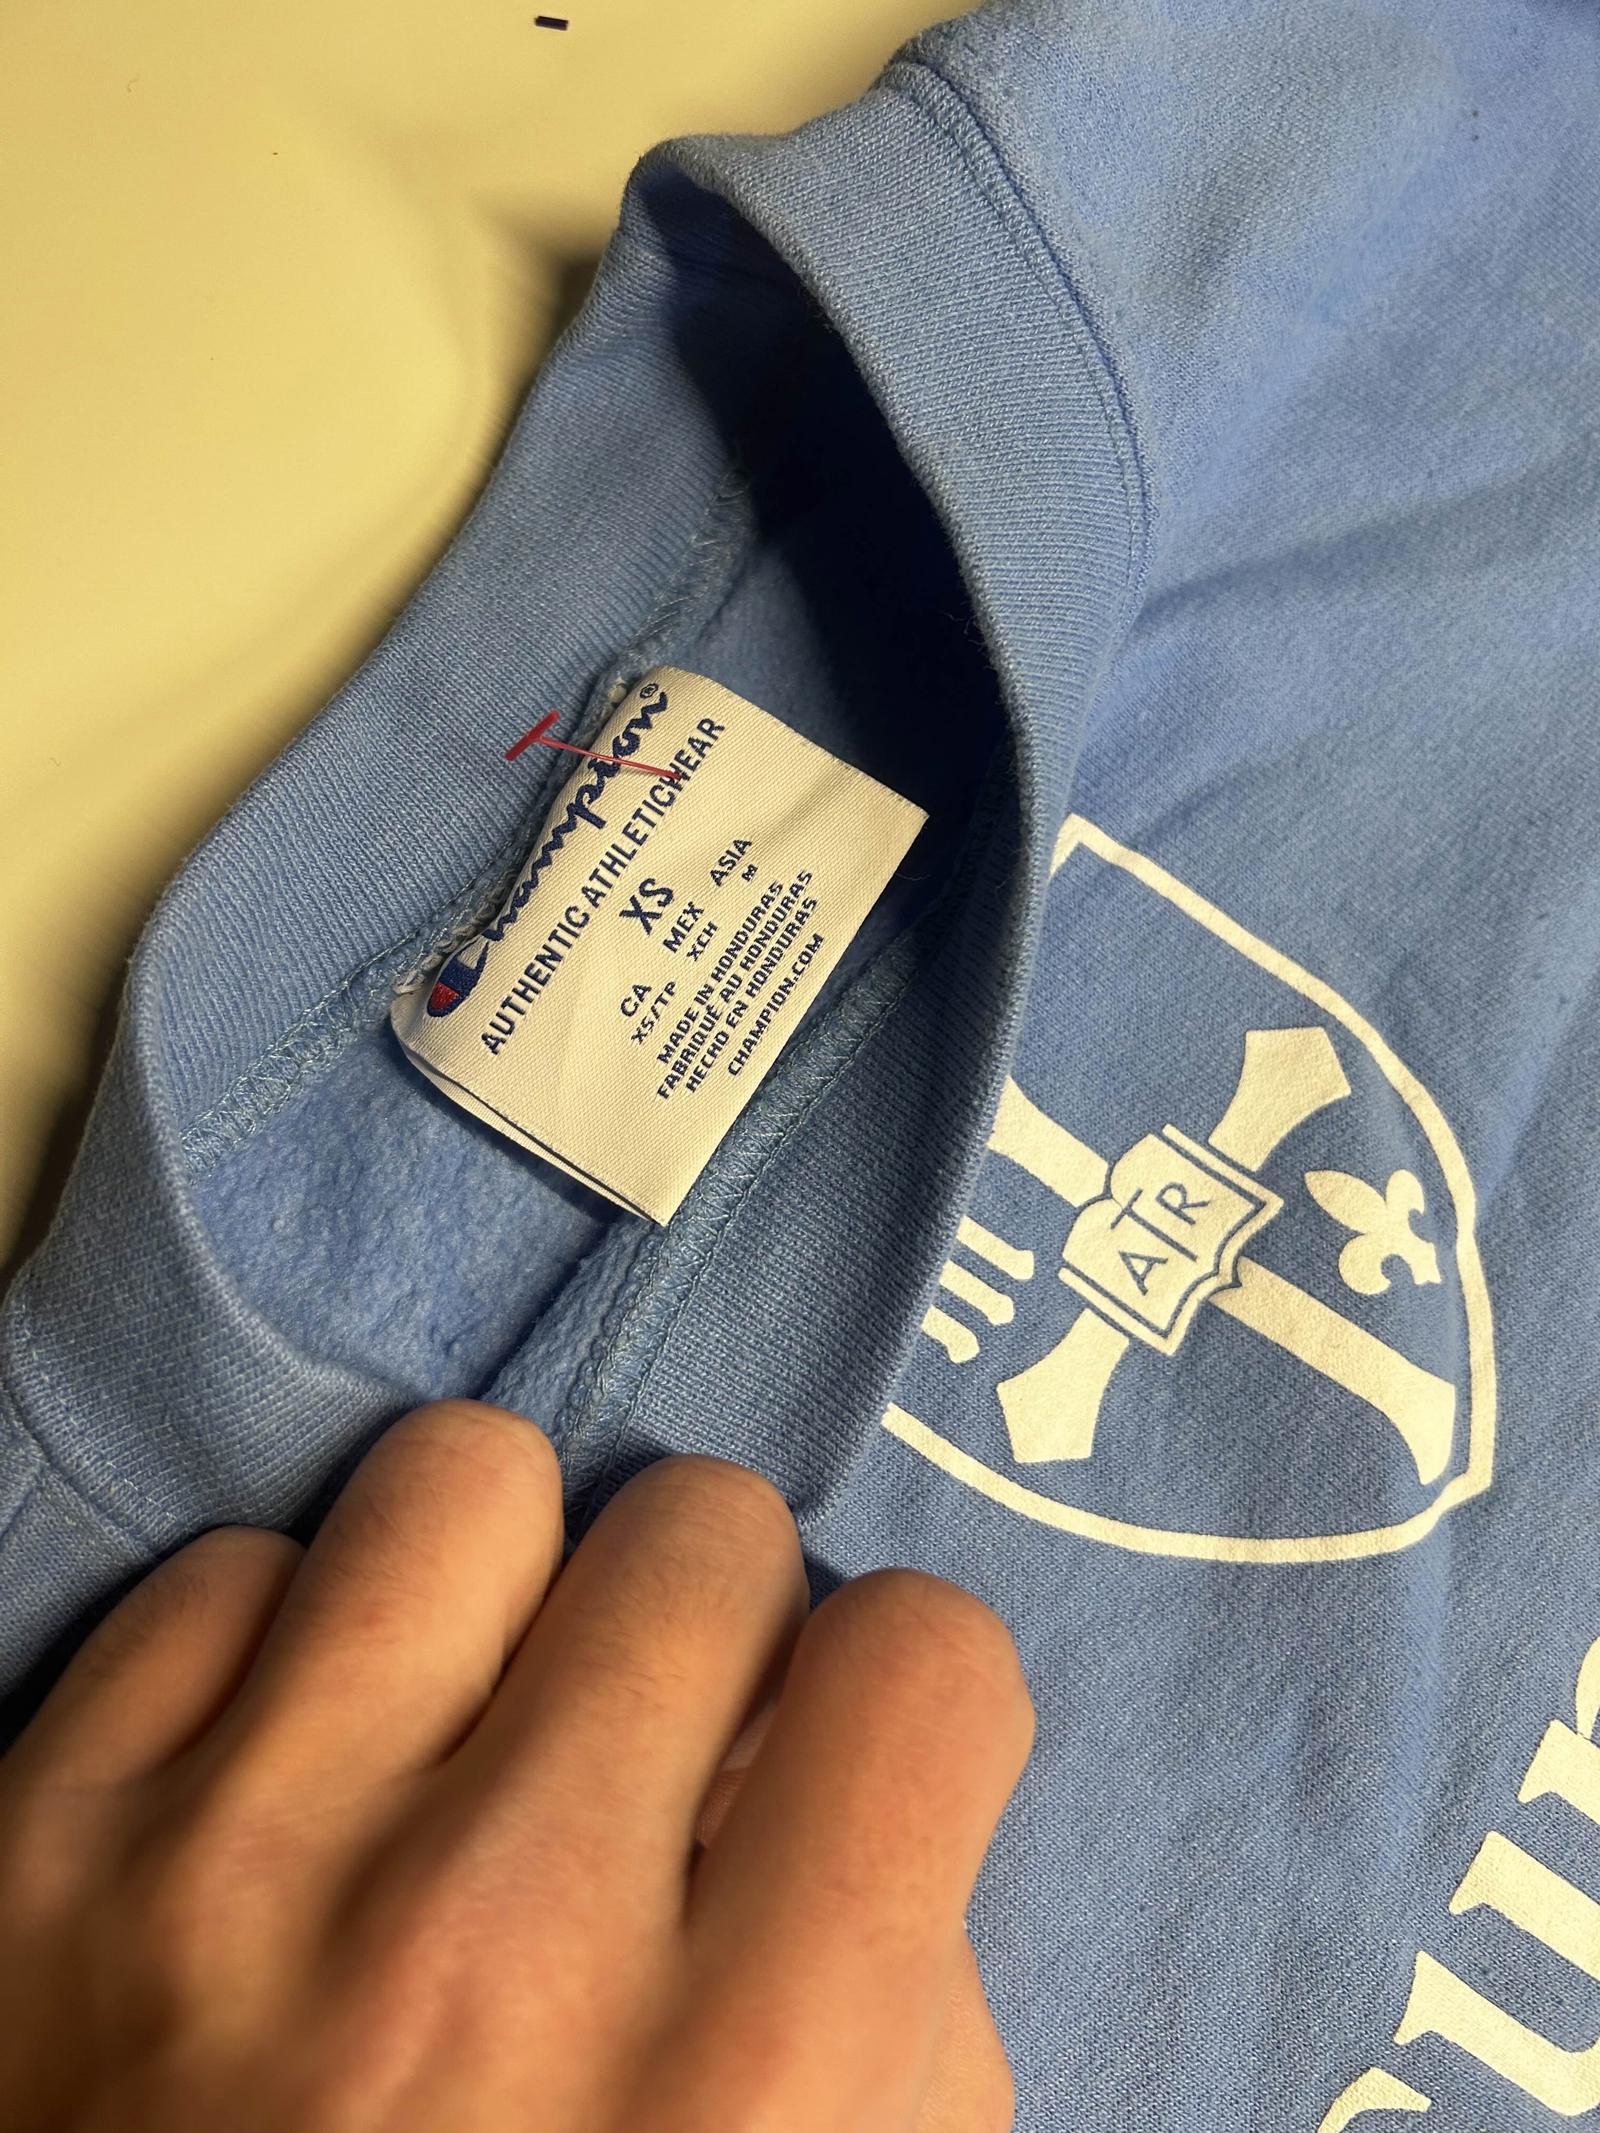 Champion®
AUTHENTIC ATHLETICWEAR
XS
CA MEX ASIA
XS/TP XCH M
MADE IN HONDURAS
FABRIQUÉ AU HONDURAS
HECHO EN HONDURAS
CHAMPION.COM
ATR